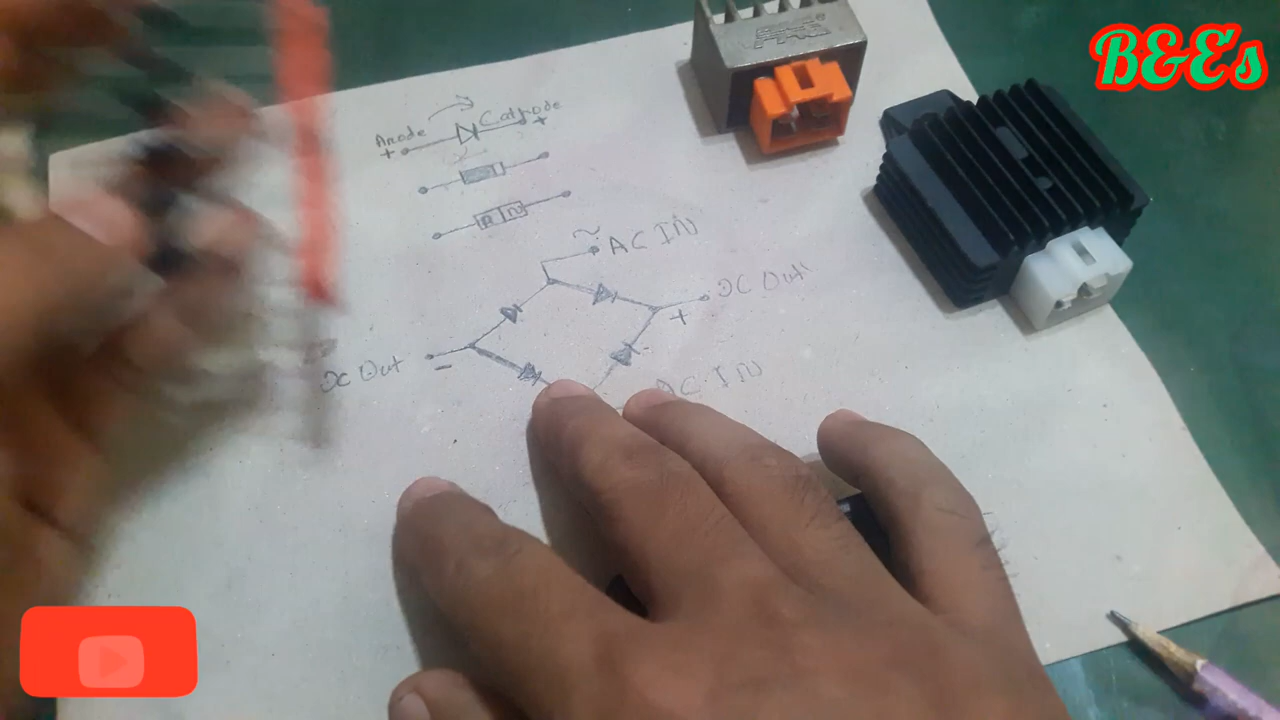 B&Es
Anode
Cathode
+
+
~
AC IN
DC Out
+
DC Out
-
AC IN